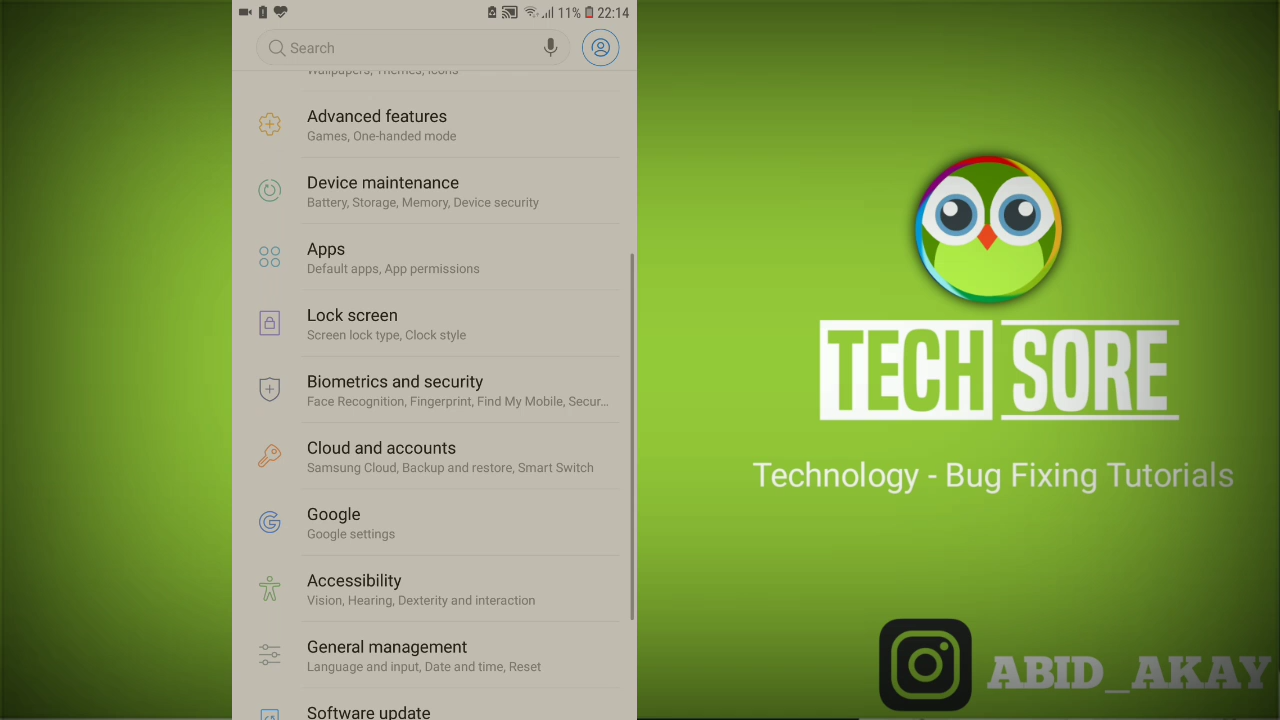 11% 22:14
Search
Wallpapers, Themes, Icons
Advanced features
Games, One-handed mode
Device maintenance
Battery, Storage, Memory, Device security
Apps
Default apps, App permissions
Lock screen
Screen lock type, Clock style
Biometrics and security
Face Recognition, Fingerprint, Find My Mobile, Secur...
Cloud and accounts
Samsung Cloud, Backup and restore, Smart Switch
Google
Google settings
Accessibility
Vision, Hearing, Dexterity and interaction
General management
Language and input, Date and time, Reset
Software update
TECH SORE
Technology - Bug Fixing Tutorials
ABID_AKAY